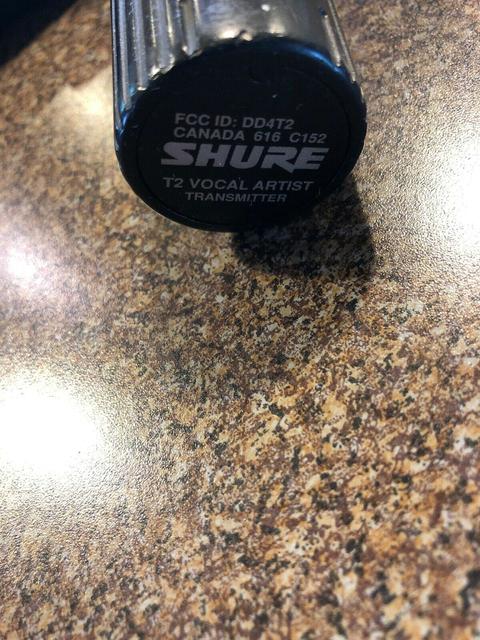 FCC ID: DD4T2
CANADA 616 C152
SHURE
T2 VOCAL ARTIST
TRANSMITTER